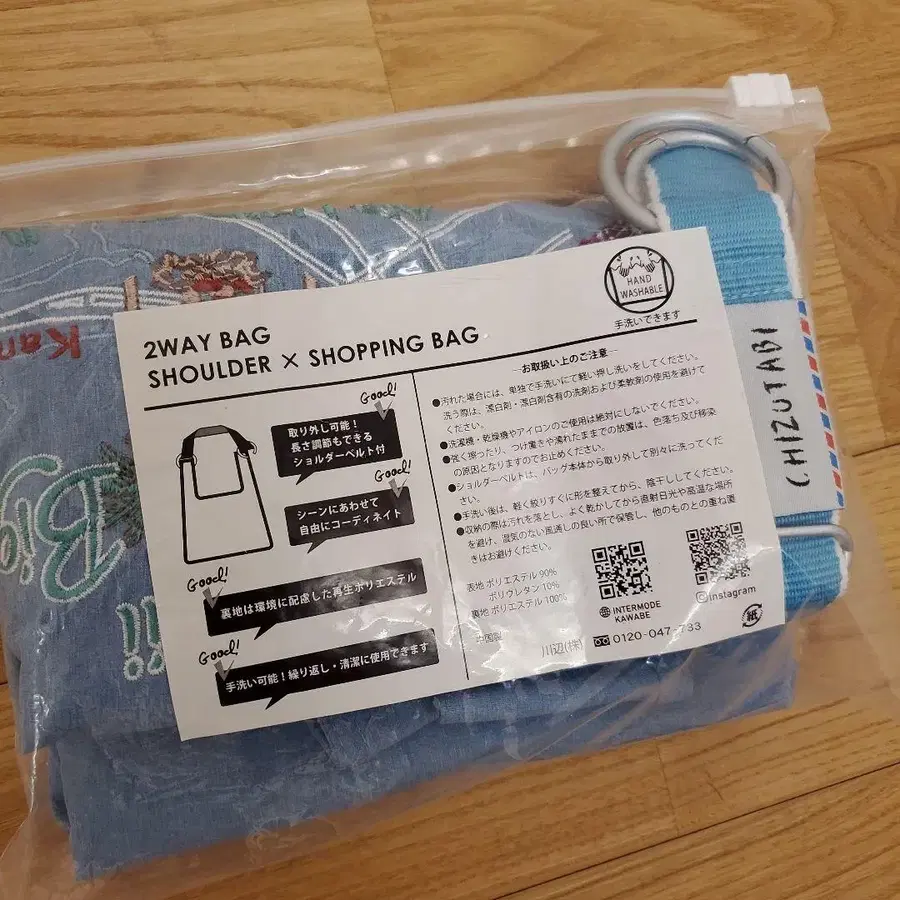 2WAY BAG
SHOULDER × SHOPPING BAG
HAND
WASHABLE
手洗いできます
Good!
取り外し可能！
長さ調節もできる
ショルダーベルト付
Good!
シーンにあわせて
自由にコーディネイト
Good!
裏地は環境に配慮した再生ポリエステル
Good!
手洗い可能！繰り返し・清潔に使用できます
お取扱い上のご注意
●汚れた場合には、単独で手洗いにて軽い押し洗いをしてください。
洗う際は、漂白剤・漂白剤含有の洗剤および柔軟剤の使用を避けて
ください。
●洗濯機・乾燥機やアイロンのご使用は絶対にしないでください。
●強く擦ったり、つけ置きや濡れたままでの放置は、色落ち及び移染
の原因となりますのでお止めください。
●ショルダーベルトは、バッグ本体から取り外して別々に洗ってくだ
さい。
●手洗い後は、軽く絞りすぐに形を整えてから、陰干ししてください。
●収納の際は汚れを落とし、よく乾かしてから直射日光や高温な場所
を避け、湿気のない風通しの良い所で保管し、他のものとの重ね置
きはお避けください。
表地 ポリエステル 90%
ポリウレタン 10%
裏地 ポリエステル 100%
中国製
川辺(株)
INTERMODE
KAWABE
Instagram
0120-047-733
紙
CHIZUTABI
Kan
Big